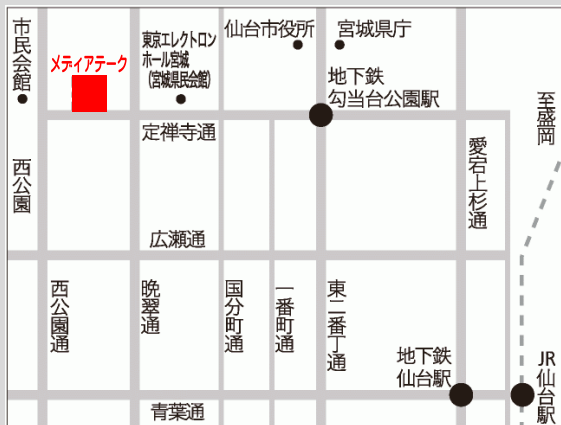 市民会館
メディアテーク
東京エレクトロン
ホール宮城
(宮城県民会館)
仙台市役所
宮城県庁
地下鉄
勾当台公園駅
至盛岡
定禅寺通
愛宕上杉通
西公園
広瀬通
西公園通
晩翠通
国分町通
一番町通
東二番丁通
地下鉄
仙台駅
JR仙台駅
青葉通